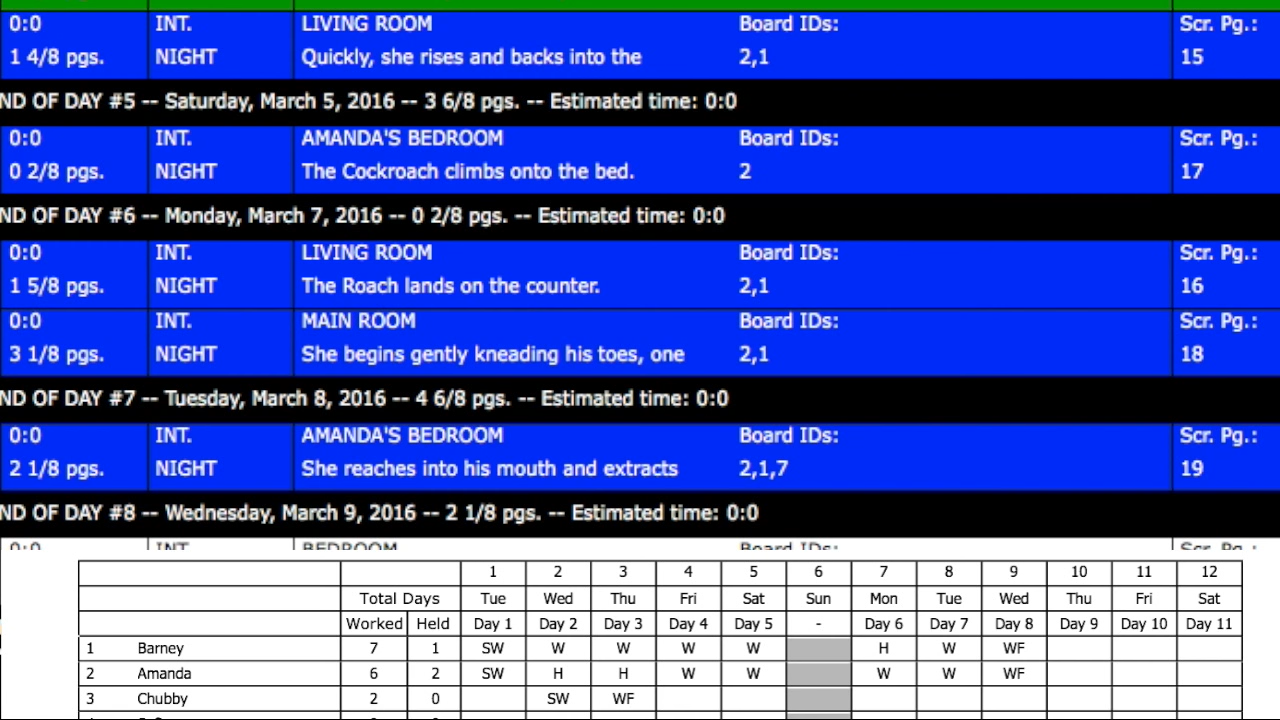 0:0 INT. LIVING ROOM Board IDs: Scr. Pg.:
1 4/8 pgs. NIGHT Quickly, she rises and backs into the 2,1 15
ND OF DAY #5 -- Saturday, March 5, 2016 -- 3 6/8 pgs. -- Estimated time: 0:0
0:0 INT. AMANDA'S BEDROOM Board IDs: Scr. Pg.:
0 2/8 pgs. NIGHT The Cockroach climbs onto the bed. 2 17
ND OF DAY #6 -- Monday, March 7, 2016 -- 0 2/8 pgs. -- Estimated time: 0:0
0:0 INT. LIVING ROOM Board IDs: Scr. Pg.:
1 5/8 pgs. NIGHT The Roach lands on the counter. 2,1 16
0:0 INT. MAIN ROOM Board IDs: Scr. Pg.:
3 1/8 pgs. NIGHT She begins gently kneading his toes, one 2,1 18
ND OF DAY #7 -- Tuesday, March 8, 2016 -- 4 6/8 pgs. -- Estimated time: 0:0
0:0 INT. AMANDA'S BEDROOM Board IDs: Scr. Pg.:
2 1/8 pgs. NIGHT She reaches into his mouth and extracts 2,1,7 19
ND OF DAY #8 -- Wednesday, March 9, 2016 -- 2 1/8 pgs. -- Estimated time: 0:0
0:0 INT. BEDROOM Board IDs: Scr. Pg.:
1 2 3 4 5 6 7 8 9 10 11 12
Total Days Tue Wed Thu Fri Sat Sun Mon Tue Wed Thu Fri Sat
Worked Held Day 1 Day 2 Day 3 Day 4 Day 5 - Day 6 Day 7 Day 8 Day 9 Day 10 Day 11
1 Barney 7 1 SW W W W W H W WF
2 Amanda 6 2 SW H H W W W W WF
3 Chubby 2 0 SW WF